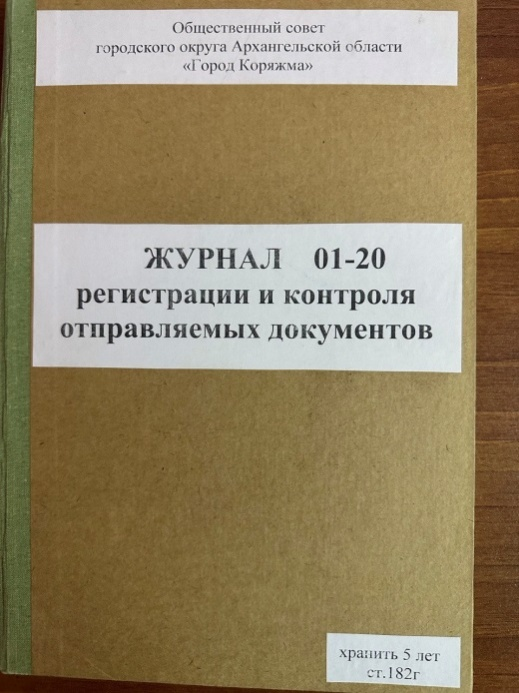 Общественный совет
городского округа Архангельской области
«Город Коряжма»
ЖУРНАЛ 01-20
регистрации и контроля
отправляемых документов
хранить 5 лет
ст.182г